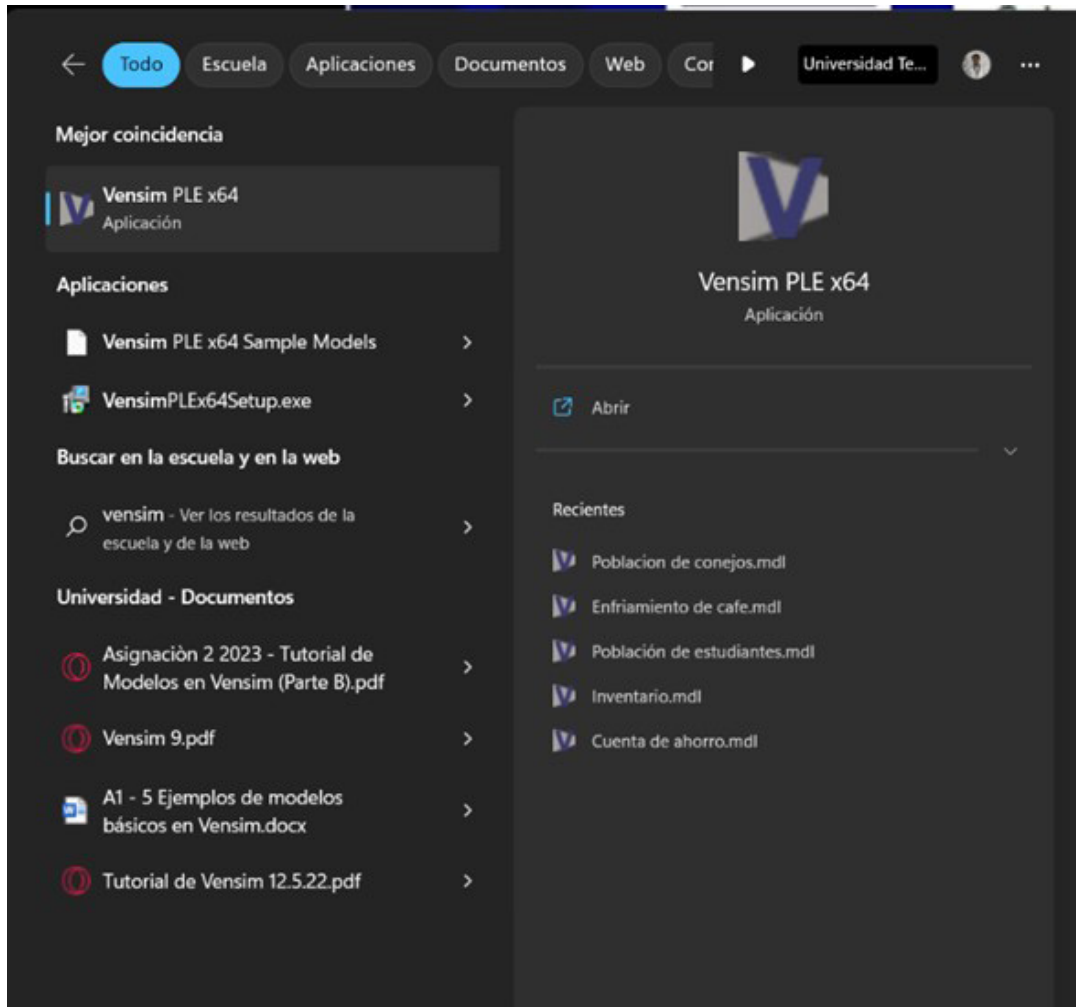 Todo Escuela Aplicaciones Documentos Web Universidad Te...
Mejor coincidencia
Vensim PLE x64
Aplicación
Aplicaciones
Vensim PLE x64 Sample Models
VensimPLEx64Setup.exe
Buscar en la escuela y en la web
vensim - Ver los resultados de la
escuela y de la web
Universidad - Documentos
Asignaciòn 2 2023 - Tutorial de
Modelos en Vensim (Parte B).pdf
Vensim 9.pdf
A1 - 5 Ejemplos de modelos
básicos en Vensim.docx
Tutorial de Vensim 12.5.22.pdf
Vensim PLE x64
Aplicación
Abrir
Recientes
Poblacion de conejos.mdl
Enfriamiento de cafe.mdl
Población de estudiantes.mdl
Inventario.mdl
Cuenta de ahorro.mdl